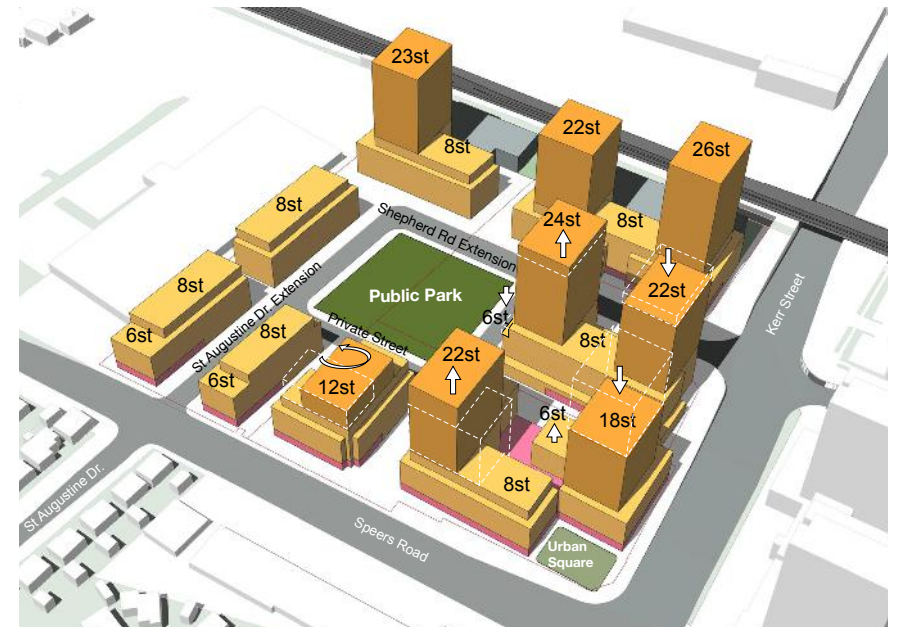 23st
8st
22st
26st
8st
Shepherd Rd Extension
24st
8st
8st
Public Park
22st
Kerr Street
6st
St Augustine Dr. Extension
6st
8st
Private Street
22st
8st
6st
12st
6st
18st
8st
St Augustine Dr.
Speers Road
Urban
Square